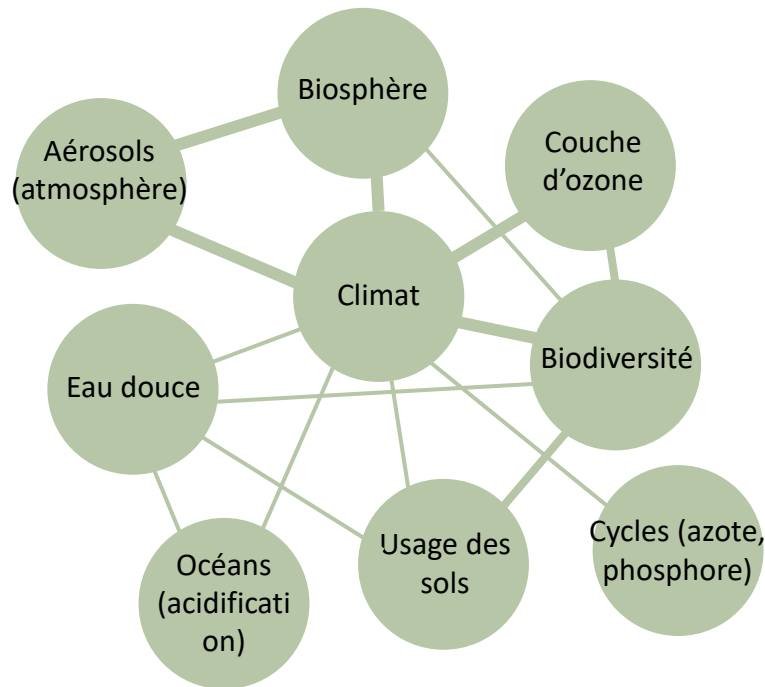 Biosphère
Couche
d’ozone
Aérosols
(atmosphère)
Climat
Biodiversité
Eau douce
Cycles (azote,
phosphore)
Usage des
sols
Océans
(acidificati
on)